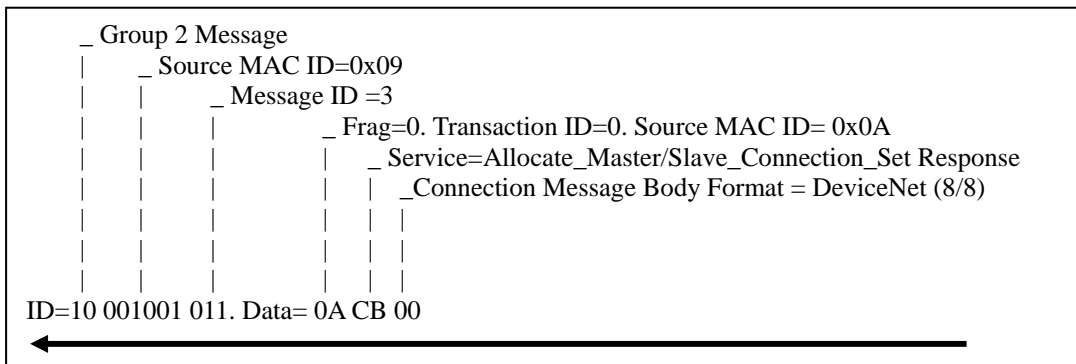 _ Group 2 Message
| _ Source MAC ID=0x09
| | _ Message ID =3
| | | _ Frag=0. Transaction ID=0. Source MAC ID= 0x0A
| | | | _ Service=Allocate_Master/Slave_Connection_Set Response
| | | | | _Connection Message Body Format = DeviceNet (8/8)
| | | | | |
| | | | | |
| | | | | |
| | | | | |
ID=10 001001 011. Data= 0A CB 00